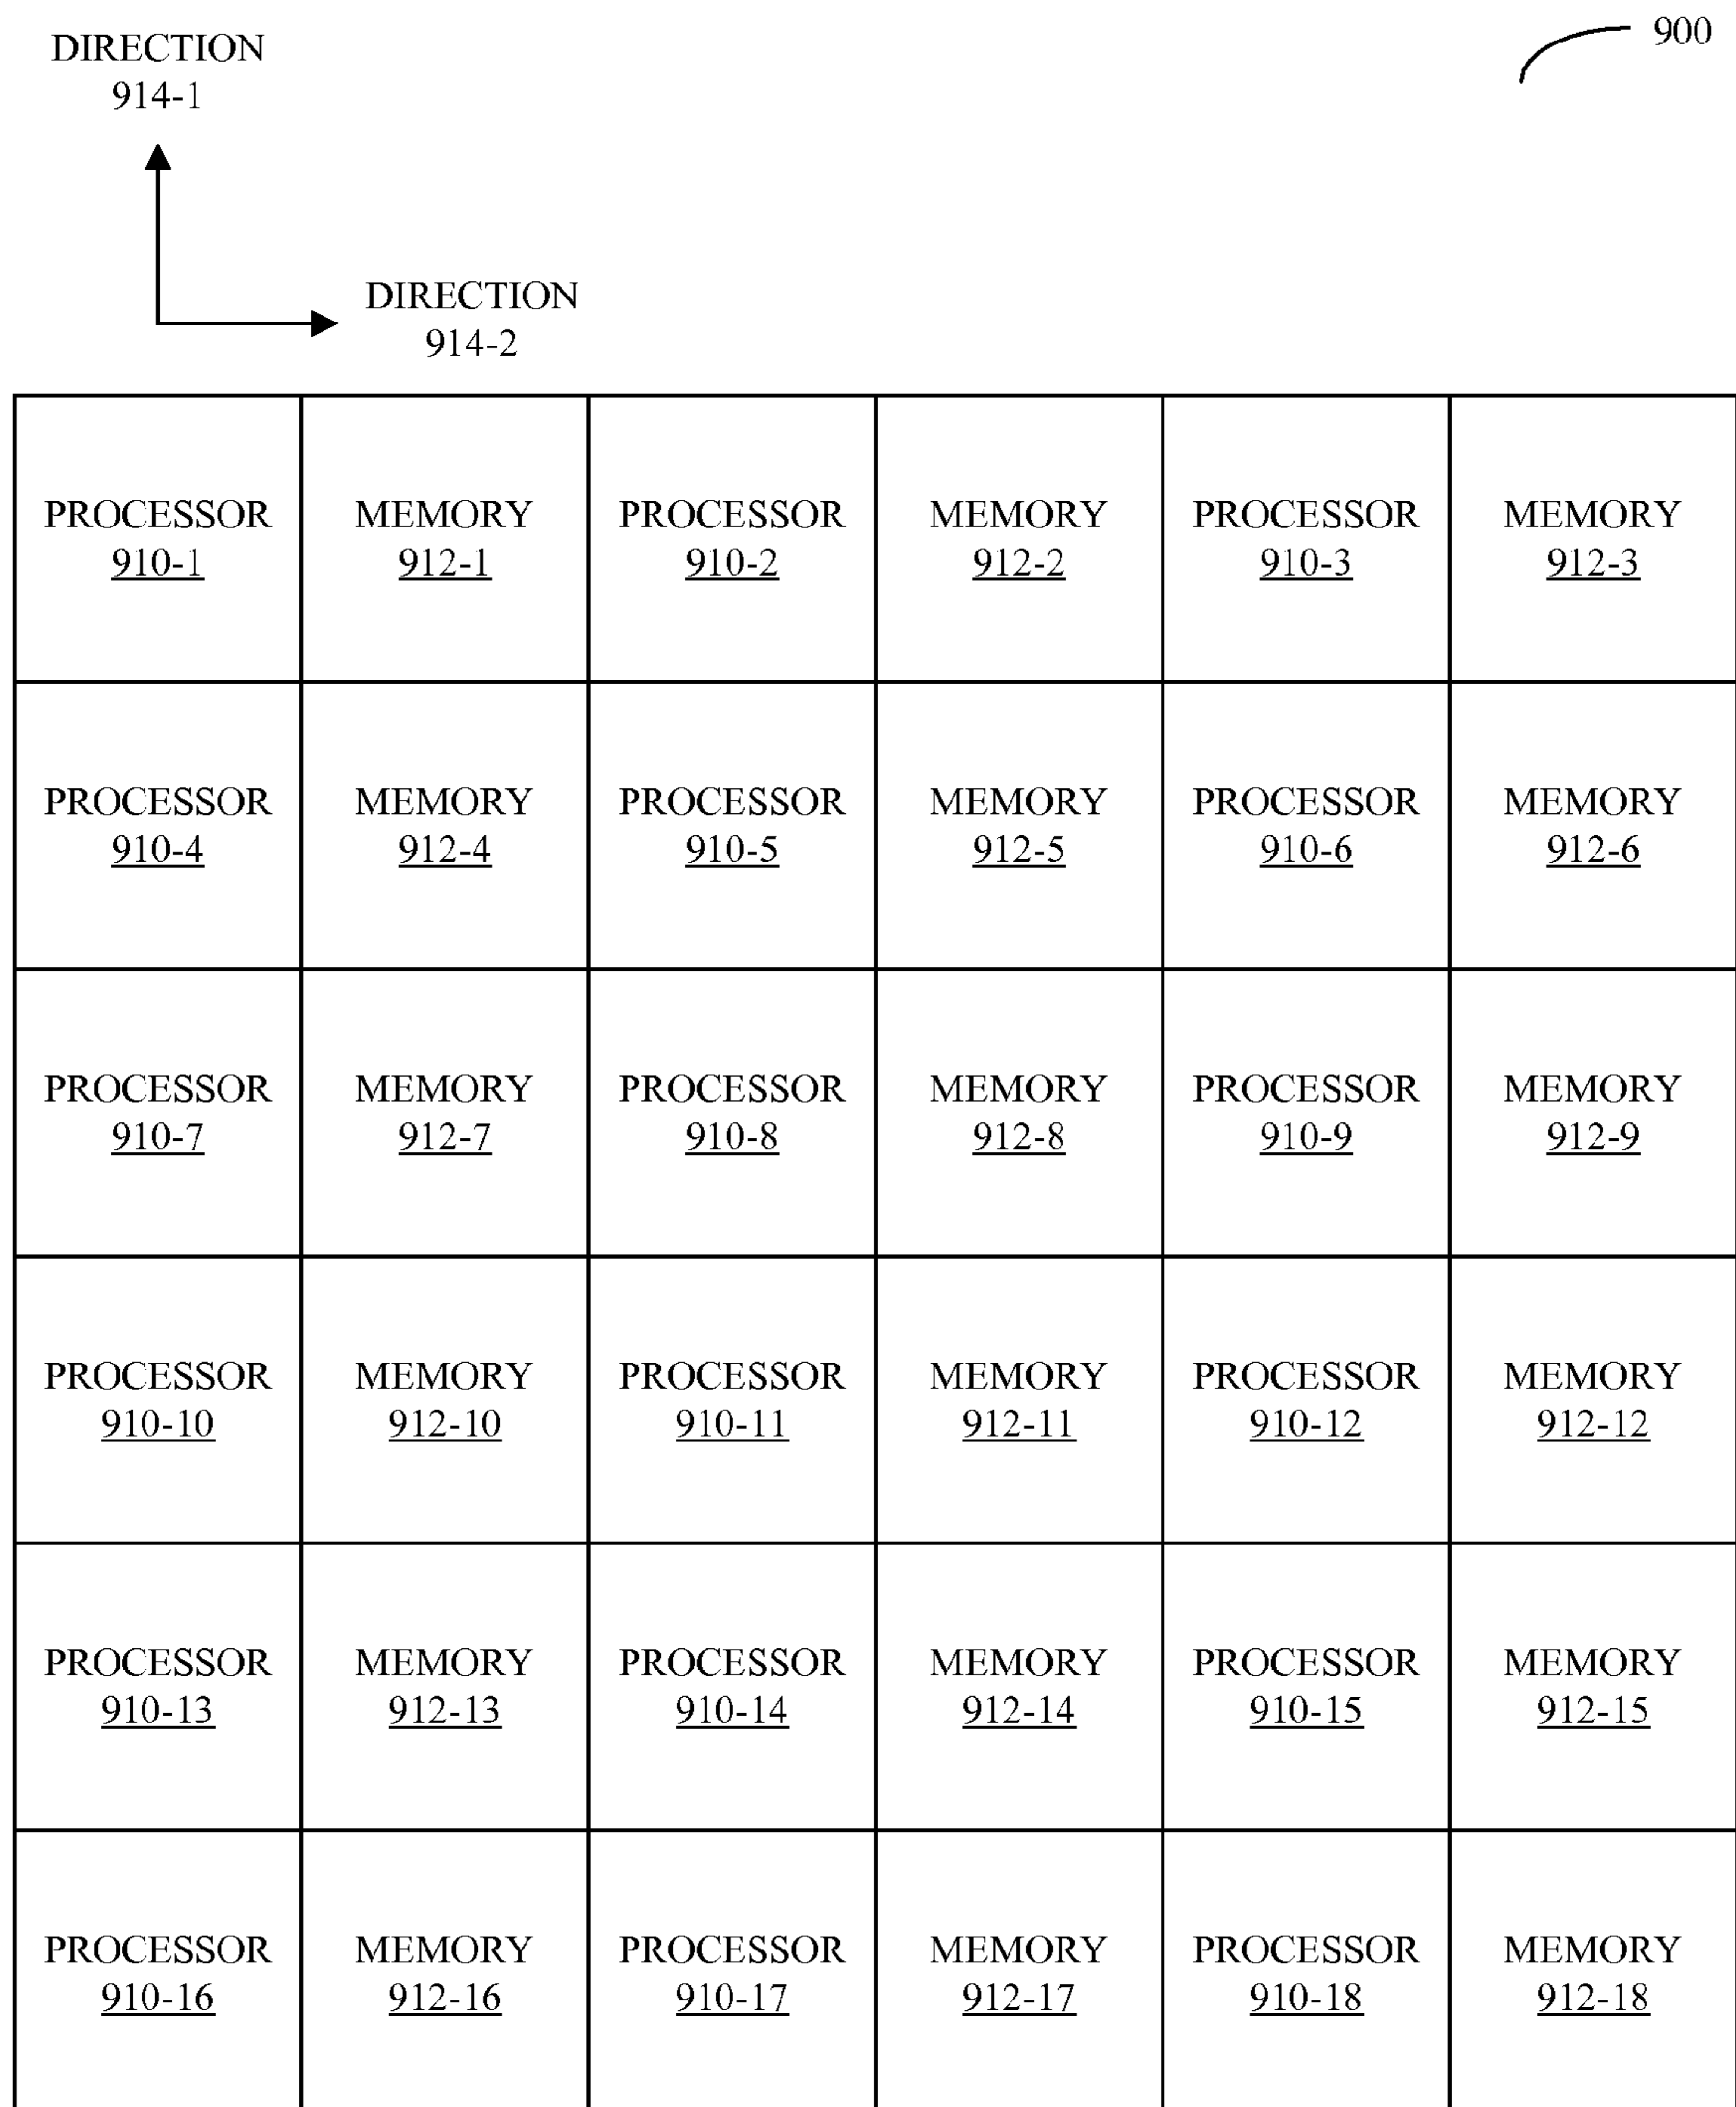 DIRECTION
914-1
900
DIRECTION
914-2
PROCESSOR MEMORY PROCESSOR MEMORY PROCESSOR MEMORY
910-1 912-1 910-2 912-2 910-3 912-3
PROCESSOR MEMORY PROCESSOR MEMORY PROCESSOR MEMORY
910-4 912-4 910-5 912-5 910-6 912-6
PROCESSOR MEMORY PROCESSOR MEMORY PROCESSOR MEMORY
910-7 912-7 910-8 912-8 910-9 912-9
PROCESSOR MEMORY PROCESSOR MEMORY PROCESSOR MEMORY
910-10 912-10 910-11 912-11 910-12 912-12
PROCESSOR MEMORY PROCESSOR MEMORY PROCESSOR MEMORY
910-13 912-13 910-14 912-14 910-15 912-15
PROCESSOR MEMORY PROCESSOR MEMORY PROCESSOR MEMORY
910-16 912-16 910-17 912-17 910-18 912-18